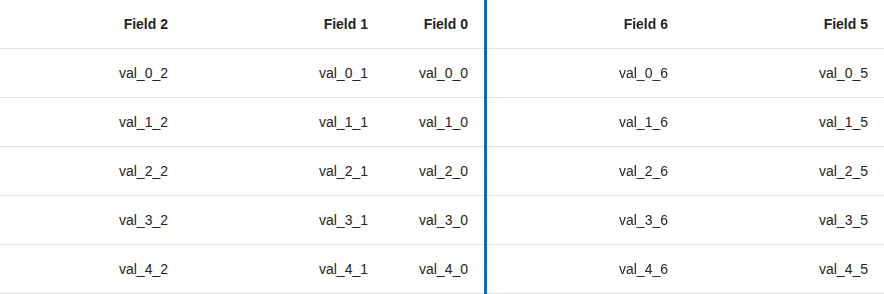 Field 2 Field 1 Field 0 Field 6 Field 5
val_0_2 val_0_1 val_0_0 val_0_6 val_0_5
val_1_2 val_1_1 val_1_0 val_1_6 val_1_5
val_2_2 val_2_1 val_2_0 val_2_6 val_2_5
val_3_2 val_3_1 val_3_0 val_3_6 val_3_5
val_4_2 val_4_1 val_4_0 val_4_6 val_4_5